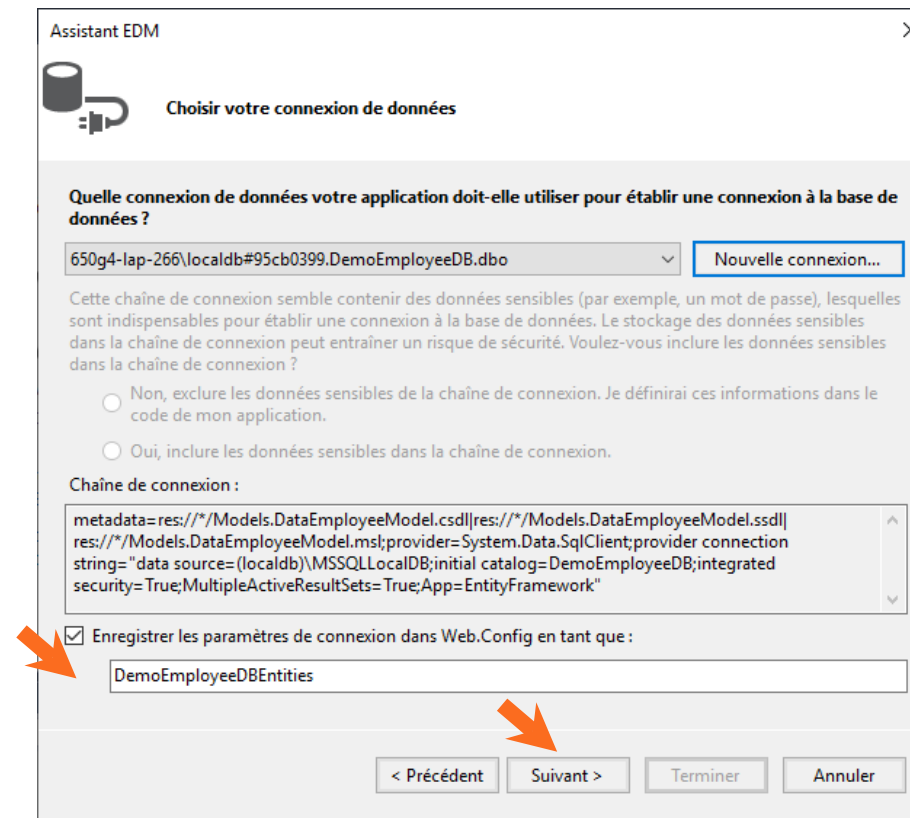 Assistant EDM
Choisir votre connexion de données
Quelle connexion de données votre application doit-elle utiliser pour établir une connexion à la base de
données ?
650g4-lap-266\localdb#95cb0399.DemoEmployeeDB.dbo
Nouvelle connexion...
Cette chaîne de connexion semble contenir des données sensibles (par exemple, un mot de passe), lesquelles
sont indispensables pour établir une connexion à la base de données. Le stockage des données sensibles
dans la chaîne de connexion peut entraîner un risque de sécurité. Voulez-vous inclure les données sensibles
dans la chaîne de connexion ?
Non, exclure les données sensibles de la chaîne de connexion. Je définirai ces informations dans le
code de mon application.
Oui, inclure les données sensibles dans la chaîne de connexion.
Chaîne de connexion :
metadata=res://*/Models.DataEmployeeModel.csdl|res://*/Models.DataEmployeeModel.ssdl|
res://*/Models.DataEmployeeModel.msl;provider=System.Data.SqlClient;provider connection
string="data source=(localdb)\MSSQLLocalDB;initial catalog=DemoEmployeeDB;integrated
security=True;MultipleActiveResultSets=True;App=EntityFramework"
Enregistrer les paramètres de connexion dans Web.Config en tant que :
DemoEmployeeDBEntities
< Précédent
Suivant >
Terminer
Annuler